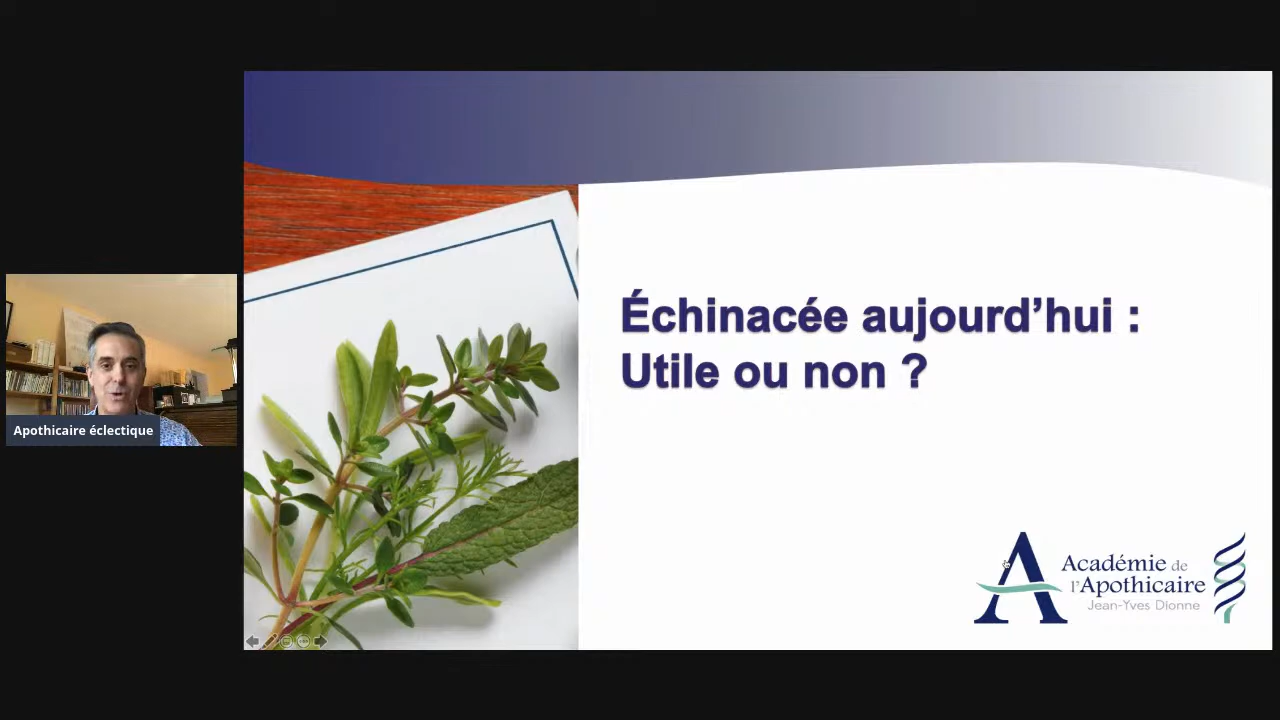 Échinacée aujourd’hui :
Utile ou non ?
Apothicaire éclectique
Académie de
l'Apothicaire
Jean-Yves Dionne